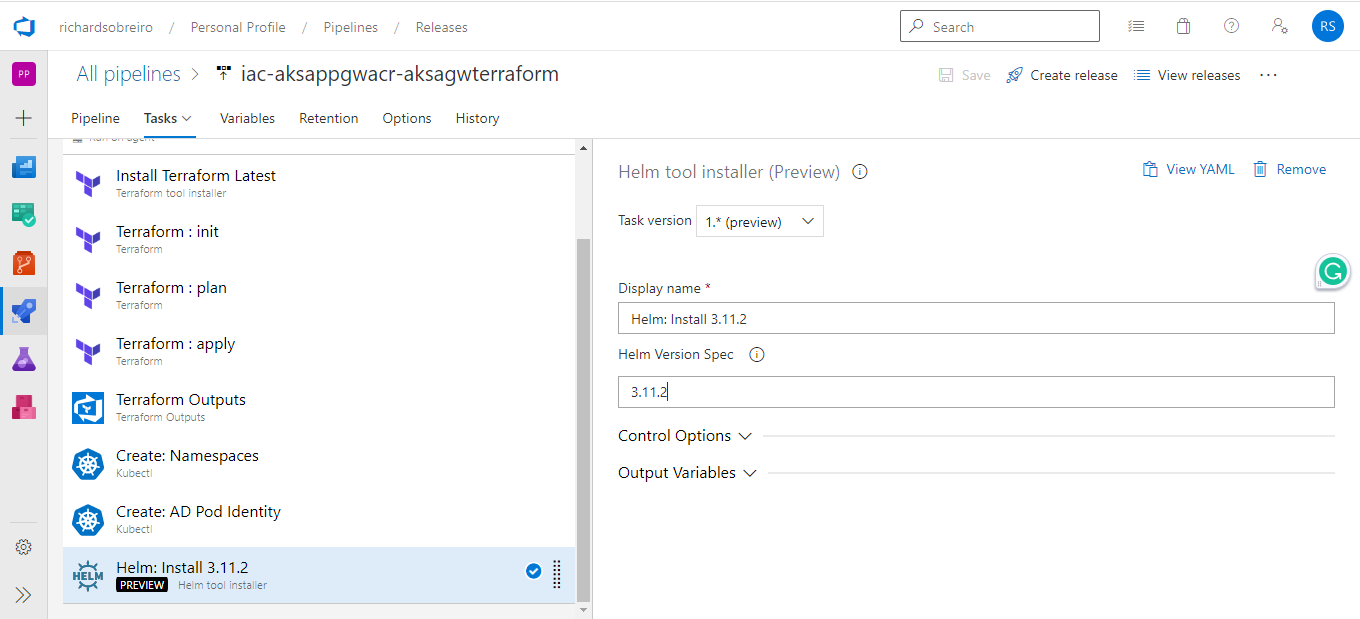 richardsobreiro / Personal Profile / Pipelines / Releases
Search
RS
PP
All pipelines > iac-aksappgwacr-aksagwterraform
Save
Create release
View releases
Pipeline Tasks Variables Retention Options History
Run on agent
Install Terraform Latest
Terraform tool installer
Terraform : init
Terraform
Terraform : plan
Terraform
Terraform : apply
Terraform
Terraform Outputs
Terraform Outputs
Create: Namespaces
Kubectl
Create: AD Pod Identity
Kubectl
HELM
Helm: Install 3.11.2
PREVIEW Helm tool installer
Helm tool installer (Preview)
View YAML
Remove
Task version 1.* (preview)
Display name *
Helm: Install 3.11.2
Helm Version Spec
3.11.2
Control Options
Output Variables